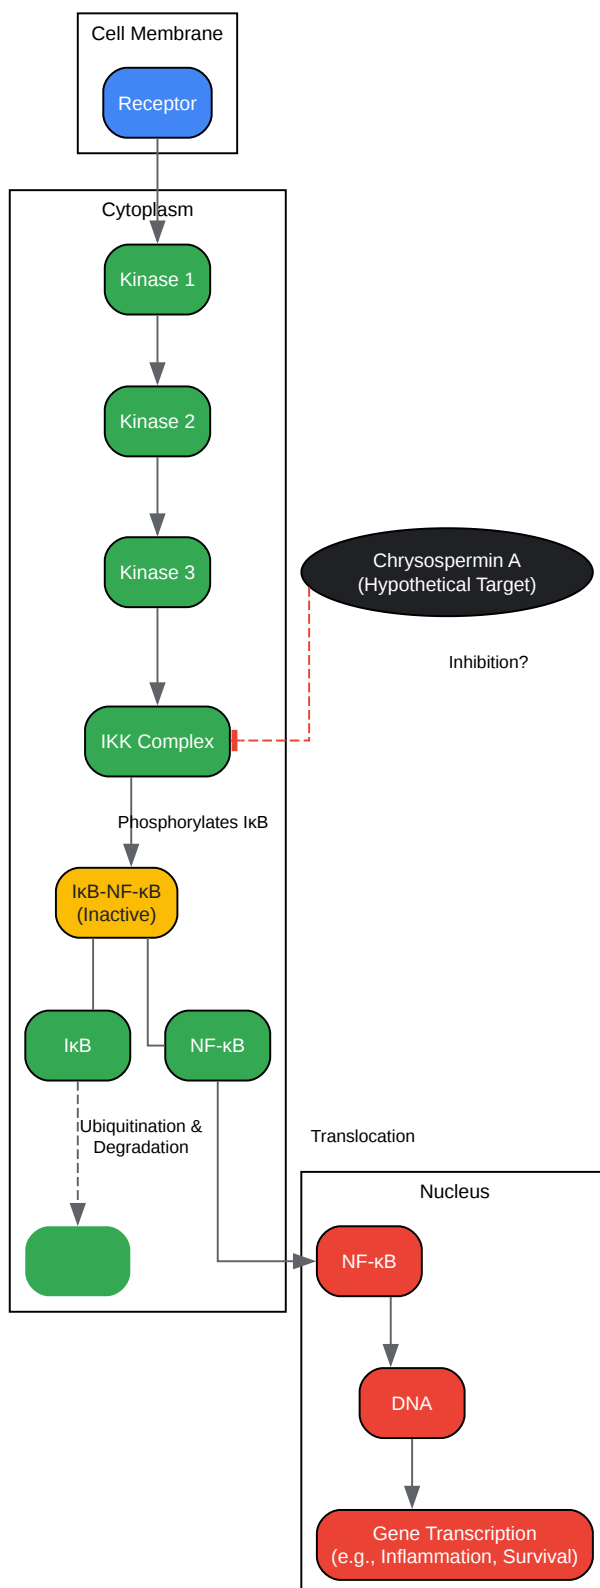 Cell Membrane
Receptor
Cytoplasm
Kinase 1
Kinase 2
Kinase 3
Chrysospermin A
(Hypothetical Target)
Inhibition?
IKK Complex
Phosphorylates IκB
IκB-NF-κB
(Inactive)
IκB
NF-κB
Ubiquitination &
Degradation
Translocation
Nucleus
NF-κB
DNA
Gene Transcription
(e.g., Inflammation, Survival)